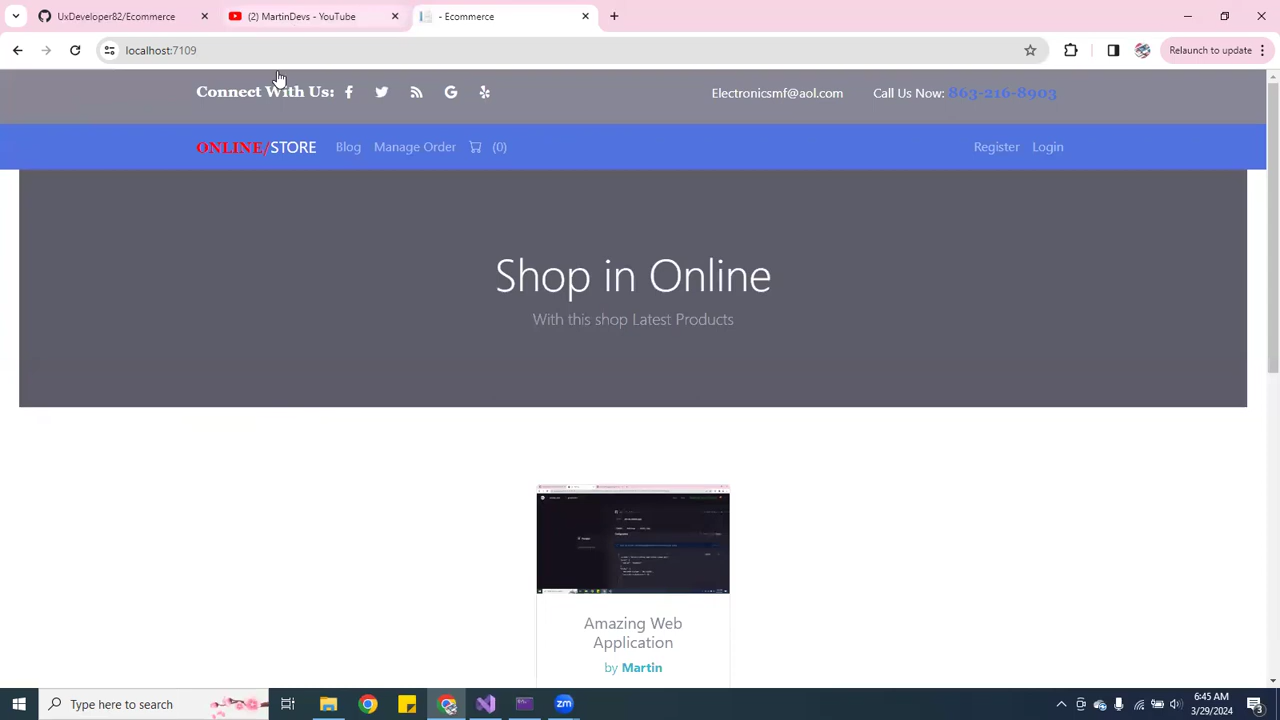 UxDeveloper82/Ecommerce
(2) MartinDevs - YouTube
- Ecommerce
localhost:7109
Relaunch to update
Connect With Us:
Electronicsmf@aol.com
Call Us Now: 863-216-8903
ONLINE/STORE
Blog
Manage Order
(0)
Register
Login
Shop in Online
With this shop Latest Products
Amazing Web
Application
by Martin
Type here to search
zm
6:45 AM
3/29/2024